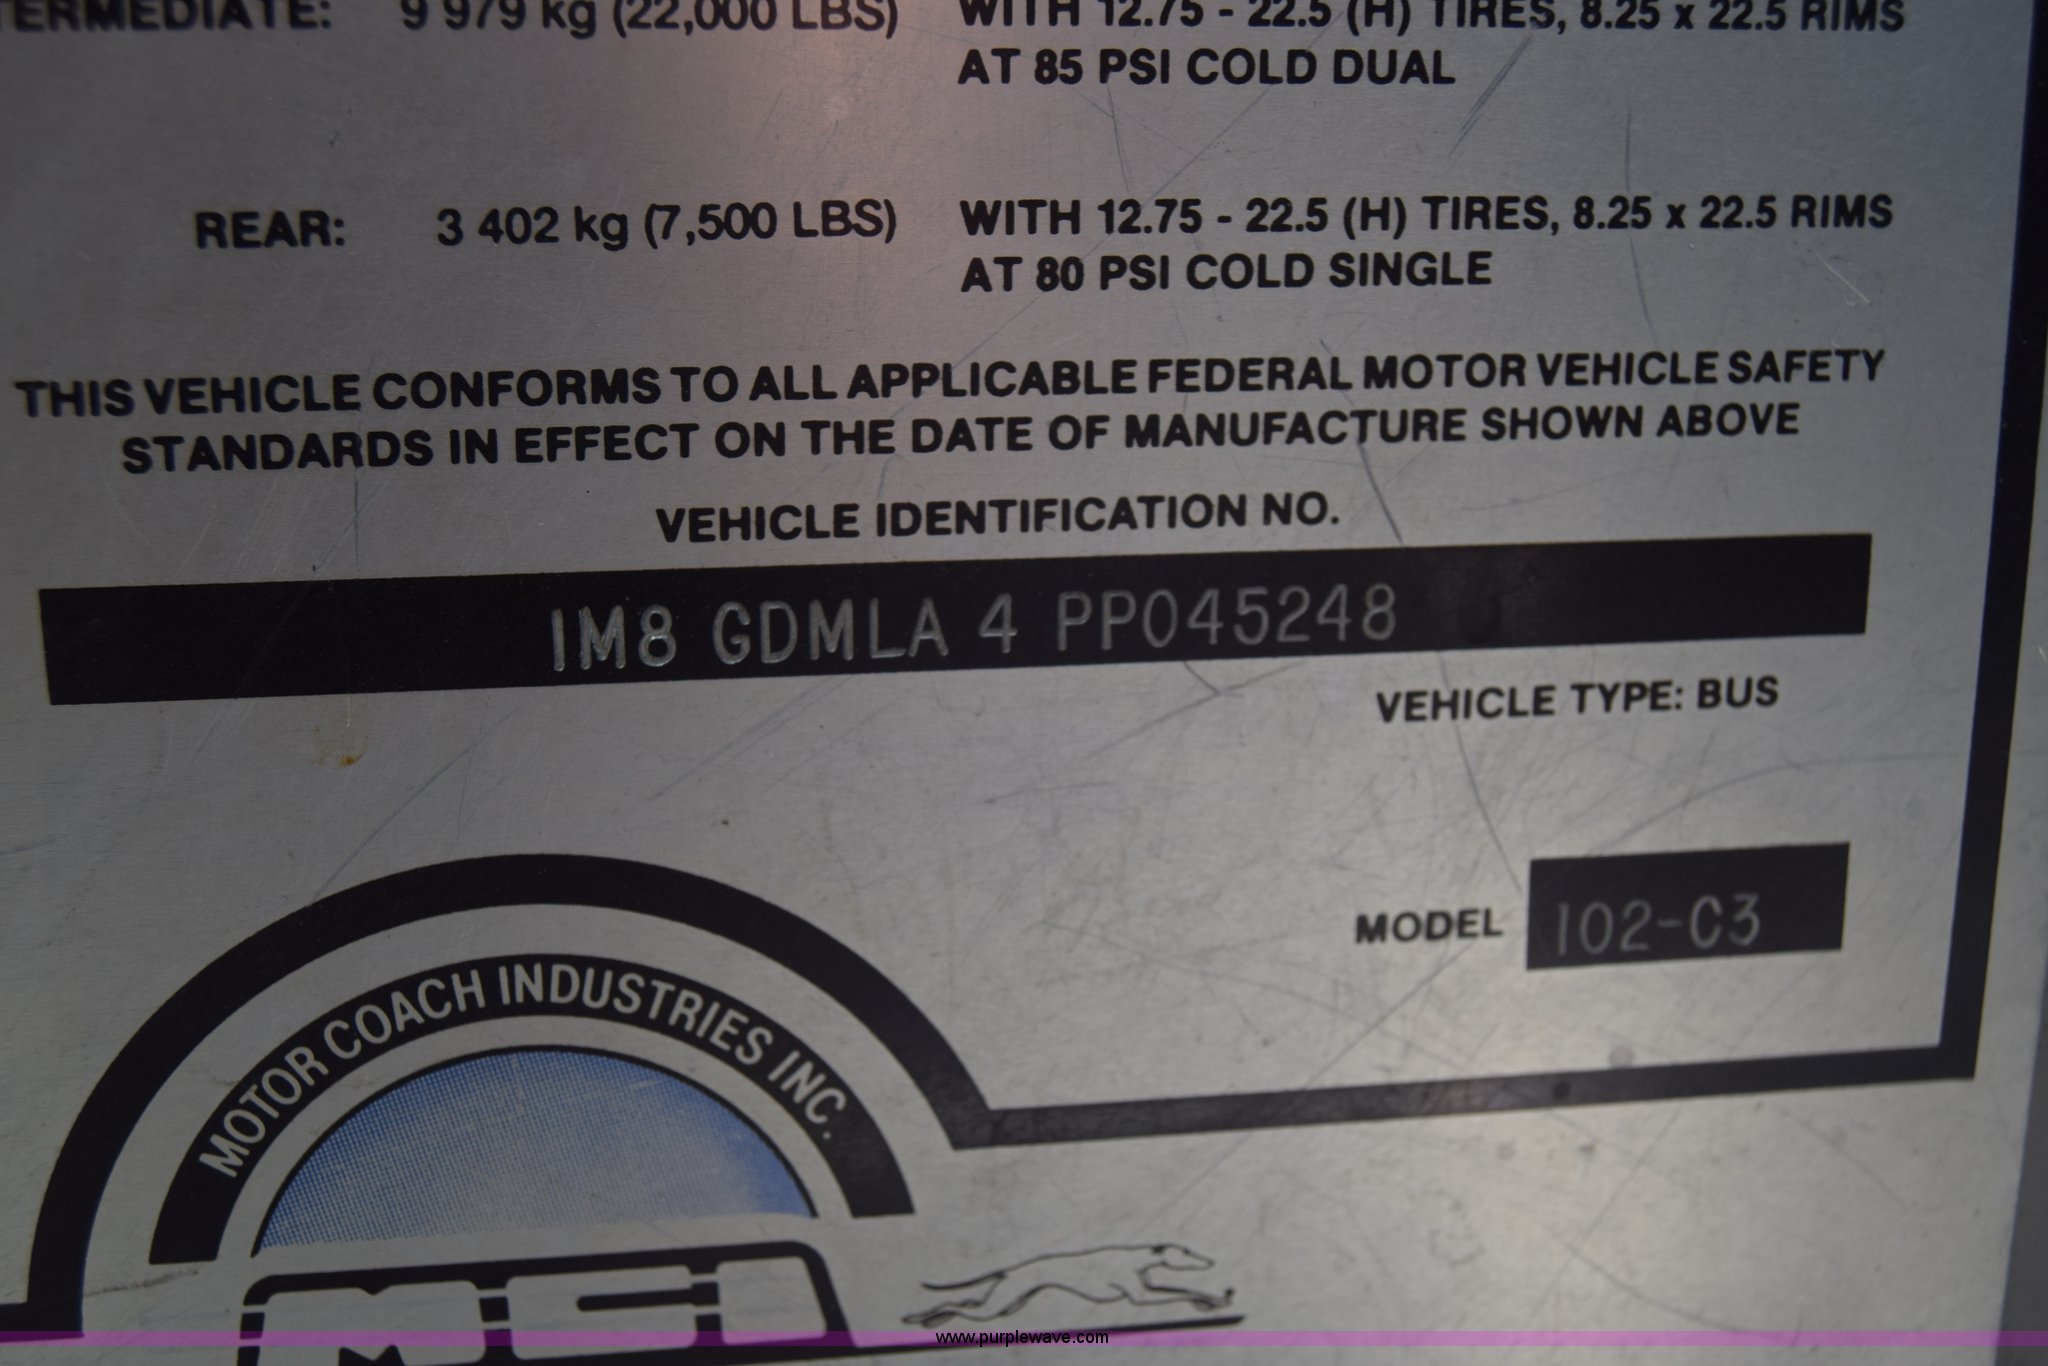 TERMEDIATE: 9 979 kg (22,000 LBS) WITH 12.75 - 22.5 (H) TIRES, 8.25 x 22.5 RIMS
AT 85 PSI COLD DUAL
REAR: 3 402 kg (7,500 LBS) WITH 12.75 - 22.5 (H) TIRES, 8.25 x 22.5 RIMS
AT 80 PSI COLD SINGLE
THIS VEHICLE CONFORMS TO ALL APPLICABLE FEDERAL MOTOR VEHICLE SAFETY
STANDARDS IN EFFECT ON THE DATE OF MANUFACTURE SHOWN ABOVE
VEHICLE IDENTIFICATION NO.
1M8 GDMLA 4 PP045248
VEHICLE TYPE: BUS
MODEL 102-C3
MOTOR COACH INDUSTRIES INC.
MCI
www.purplewave.com